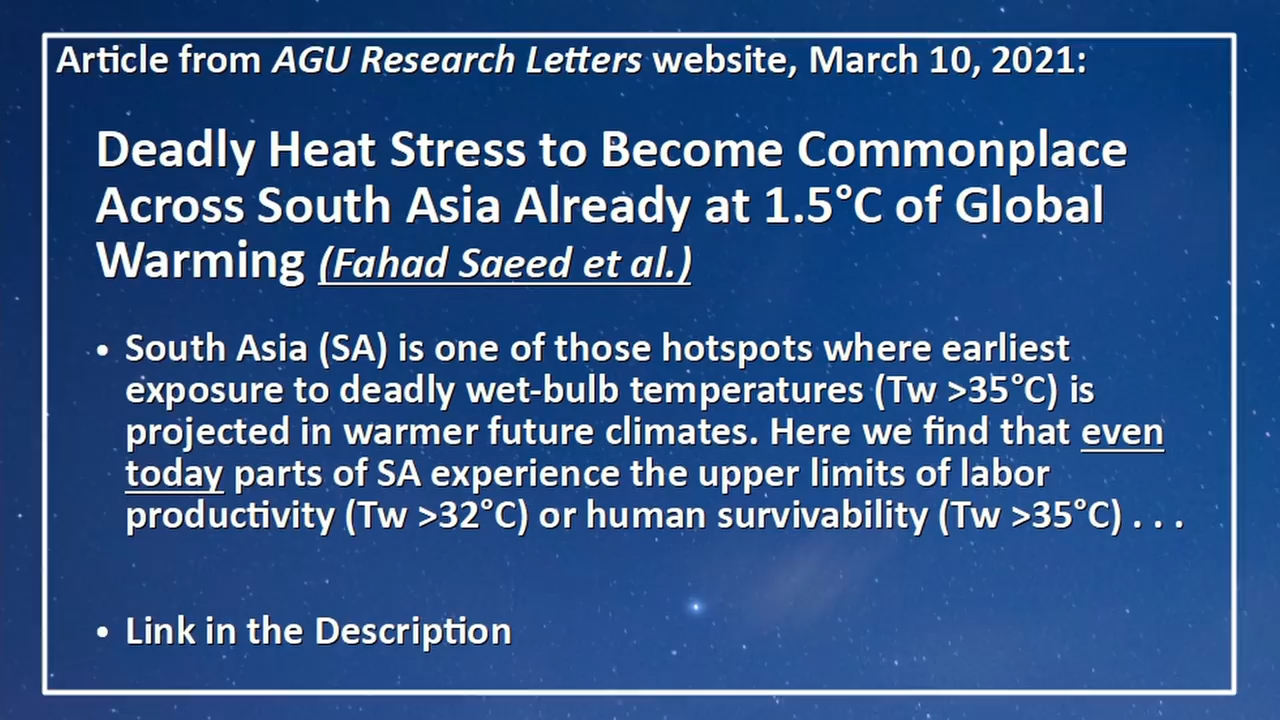 Article from AGU Research Letters website, March 10, 2021:
Deadly Heat Stress to Become Commonplace
Across South Asia Already at 1.5°C of Global
Warming (Fahad Saeed et al.)
• South Asia (SA) is one of those hotspots where earliest
exposure to deadly wet-bulb temperatures (Tw >35°C) is
projected in warmer future climates. Here we find that even
today parts of SA experience the upper limits of labor
productivity (Tw >32°C) or human survivability (Tw >35°C) . . .
• Link in the Description